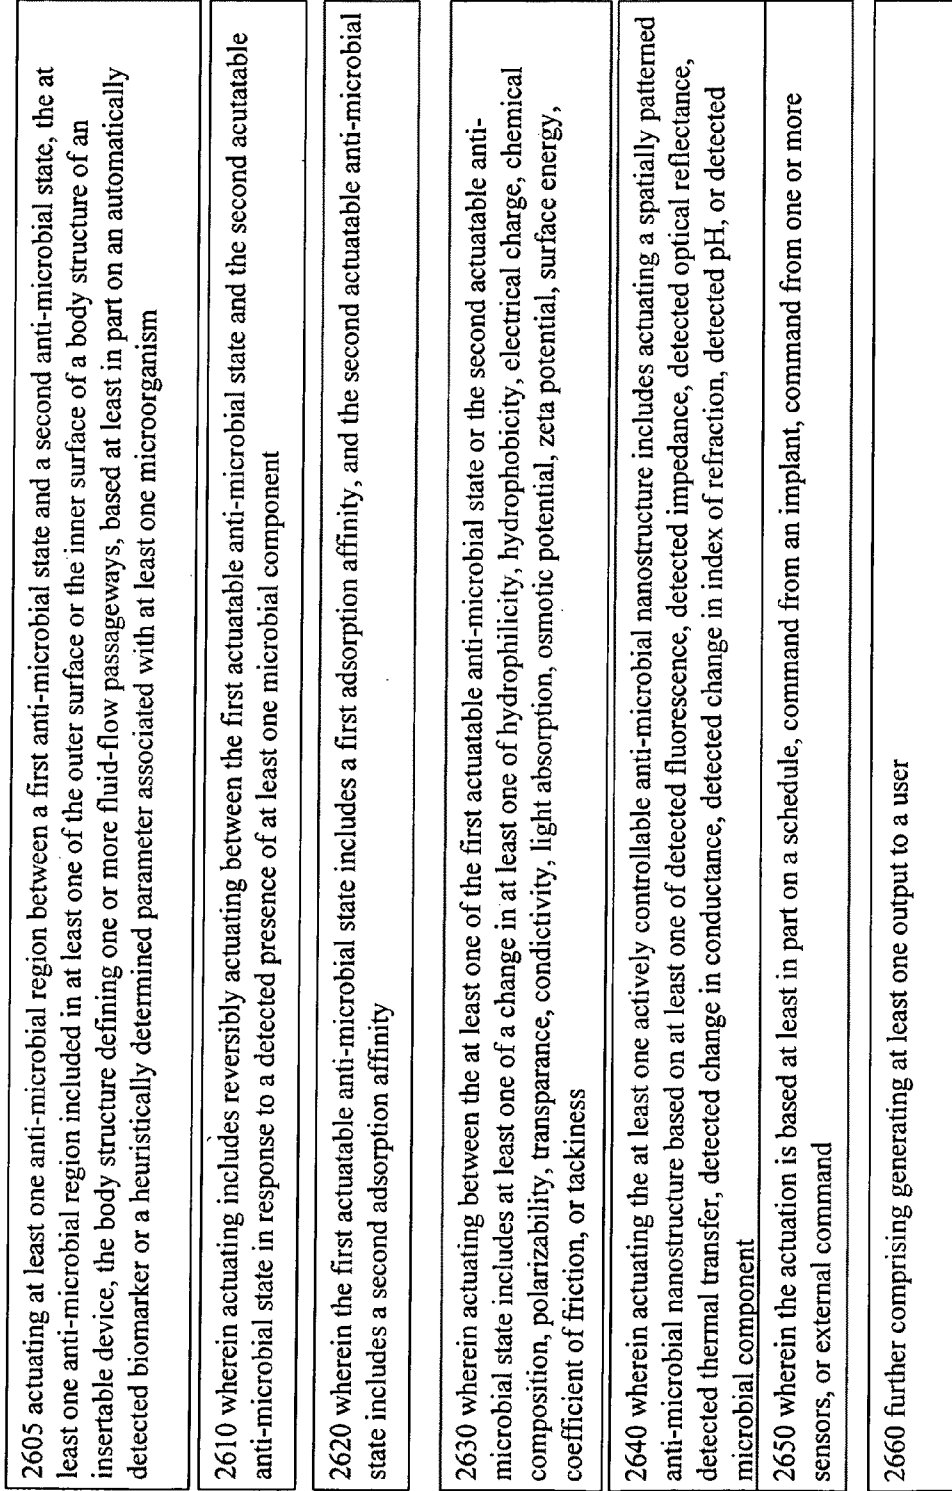 2605 actuating at least one anti-microbial region between a first anti-microbial state and a second anti-microbial state, the at
least one anti-microbial region included in at least one of the outer surface or the inner surface of a body structure of an
insertable device, the body structure defining one or more fluid-flow passageways, based at least in part on an automatically
detected biomarker or a heuristically determined parameter associated with at least one microorganism
2610 wherein actuating includes reversibly actuating between the first actuatable anti-microbial state and the second acutatable
anti-microbial state in response to a detected presence of at least one microbial component
2620 wherein the first actuatable anti-microbial state includes a first adsorption affinity, and the second actuatable anti-microbial
state includes a second adsorption affinity
2630 wherein actuating between the at least one of the first actuatable anti-microbial state or the second actuatable anti-
microbial state includes at least one of a change in at least one of hydrophilicity, hydrophobicity, electrical charge, chemical
composition, polarizability, transparance, condictivity, light absorption, osmotic potential, zeta potential, surface energy,
coefficient of friction, or tackiness
2640 wherein actuating the at least one actively controllable anti-microbial nanostructure includes actuating a spatially patterned
anti-microbial nanostructure based on at least one of detected fluorescence, detected impedance, detected optical reflectance,
detected thermal transfer, detected change in conductance, detected change in index of refraction, detected pH, or detected
microbial component
2650 wherein the actuation is based at least in part on a schedule, command from an implant, command from one or more
sensors, or external command
2660 further comprising generating at least one output to a user